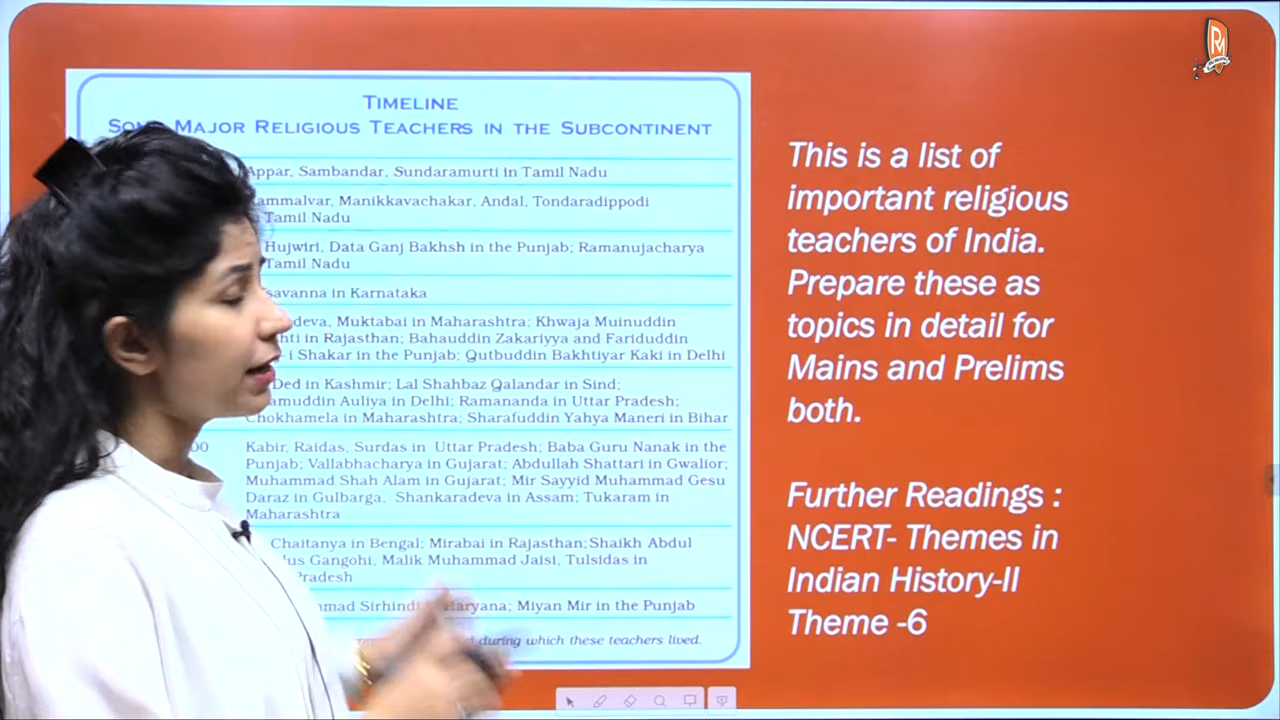 TIMELINE
MAJOR RELIGIOUS TEACHERS IN THE SUBCONTINENT
Appar, Sambandar, Sundaramurti in Tamil Nadu
Manikkavachakar, Andal, Tondaradippodi
Tamil Nadu
Hujwiri, Data Ganj Bakhsh in the Punjab; Ramanujacharya
Tamil Nadu
in Karnataka
Muktabai in Maharashtra; Khwaja Muinuddin
in Rajasthan; Bahauddin Zakariyya and Fariduddin
i Shakar in the Punjab; Qutbuddin Bakhtiyar Kaki in Delhi
Ded in Kashmir; Lal Shahbaz Qalandar in Sind;
Auliya in Delhi; Ramananda in Uttar Pradesh;
Chokhamela in Maharashtra; Sharafuddin Yahya Maneri in Bihar
Kabir, Raidas, Surdas in Uttar Pradesh; Baba Guru Nanak in the
Punjab; Vallabhacharya in Gujarat; Abdullah Shattari in Gwalior;
Muhammad Shah Alam in Gujarat; Mir Sayyid Muhammad Gesu
Daraz in Gulbarga, Shankaradeva in Assam; Tukaram in
Maharashtra
Chaitanya in Bengal; Mirabai in Rajasthan; Shaikh Abdul
Gangohi, Malik Muhammad Jaisi, Tulsidas in
Pradesh
Sirhindi Haryana; Miyan Mir in the Punjab
during which these teachers lived.
This is a list of
important religious
teachers of India.
Prepare these as
topics in detail for
Mains and Prelims
both.
Further Readings :
NCERT- Themes in
Indian History-II
Theme -6